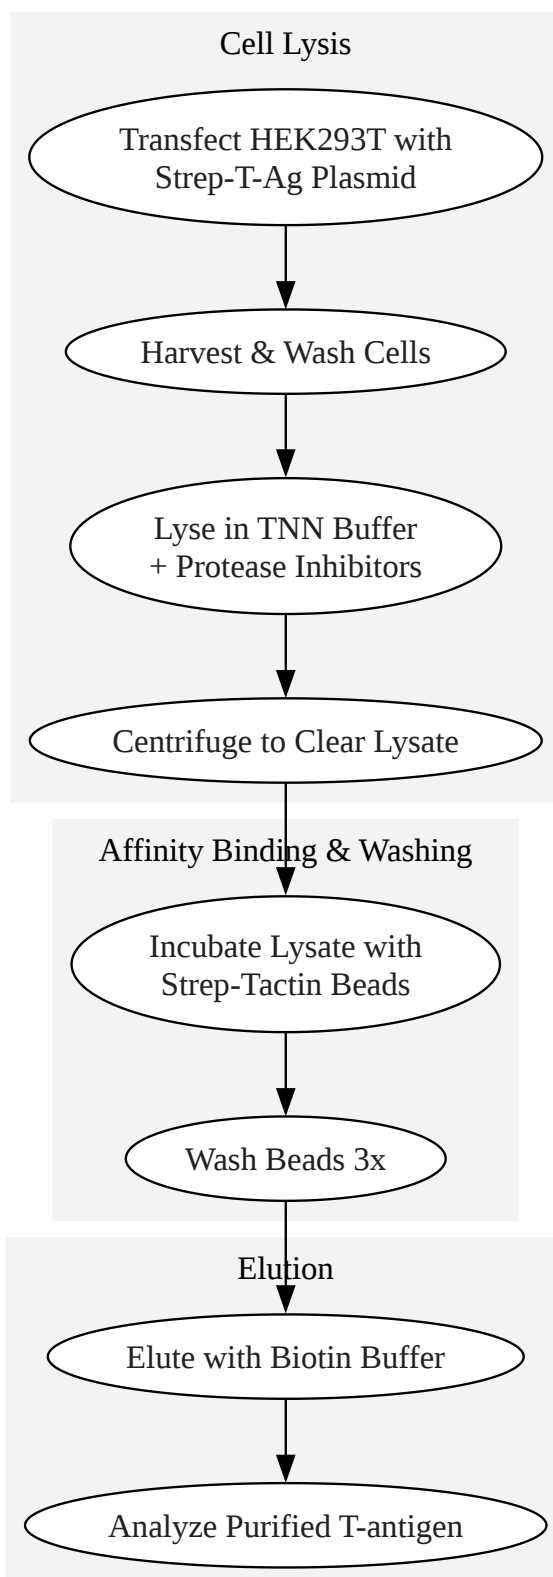 Cell Lysis
Transfect HEK293T with
Strep-T-Ag Plasmid
Harvest & Wash Cells
Lyse in TNN Buffer
+ Protease Inhibitors
Centrifuge to Clear Lysate
Affinity Binding & Washing
Incubate Lysate with
Strep-Tactin Beads
Wash Beads 3x
Elution
Elute with Biotin Buffer
Analyze Purified T-antigen